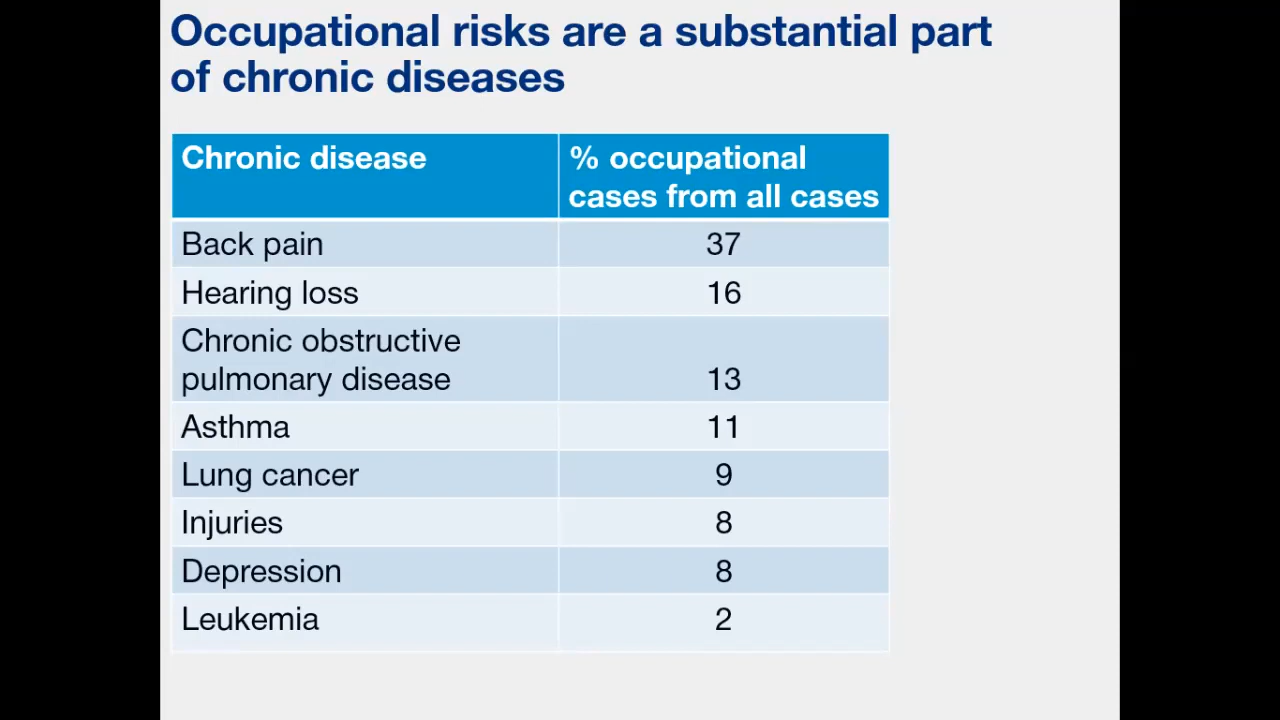 Occupational risks are a substantial part
of chronic diseases
Chronic disease
% occupational
cases from all cases
Back pain 37
Hearing loss 16
Chronic obstructive
pulmonary disease 13
Asthma 11
Lung cancer 9
Injuries 8
Depression 8
Leukemia 2